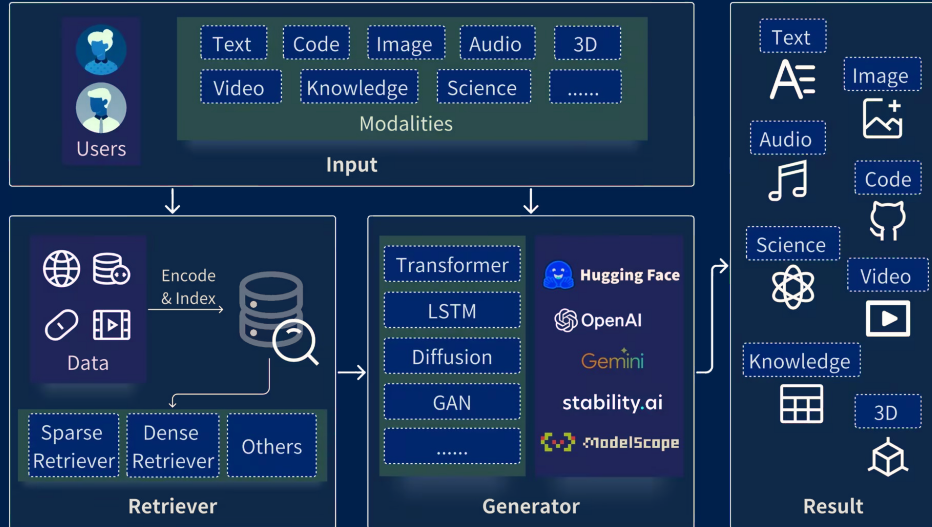 Users
Text
Code
Image
Audio
3D
Video
Knowledge
Science
......
Modalities
Input
Data
Encode
& Index
Sparse
Retriever
Dense
Retriever
Others
Retriever
Transformer
LSTM
Diffusion
GAN
......
Hugging Face
OpenAI
Gemini
stability.ai
ModelScope
Generator
Text
Image
Audio
Code
Science
Video
Knowledge
3D
Result